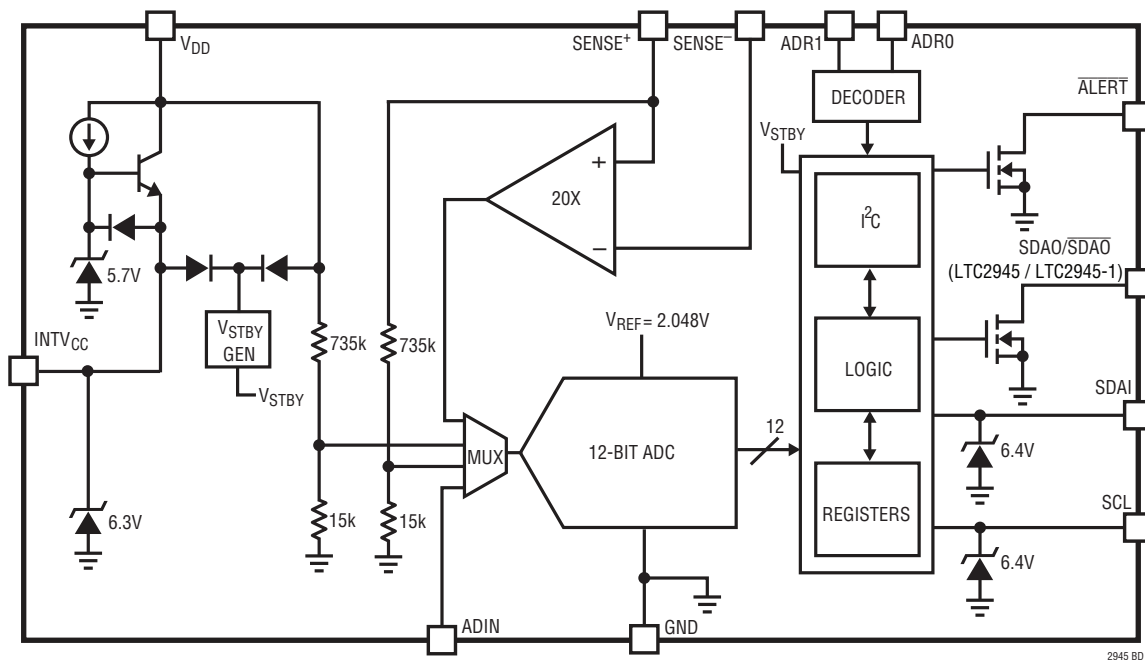 VDD
SENSE+
SENSE−
ADR1
ADR0
ALERT
DECODER
VSTBY
20X
+
−
I2C
5.7V
SDAO/SDAO
(LTC2945 / LTC2945-1)
INTVCC
VSTBY
GEN
735k
735k
VREF = 2.048V
LOGIC
VSTBY
SDAI
MUX
12-BIT ADC
12
6.4V
6.3V
15k
15k
REGISTERS
SCL
6.4V
ADIN
GND
2945 BD